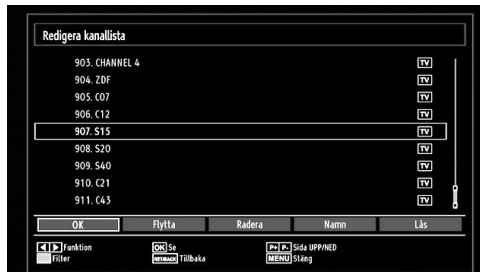 Redigera kanallista
903. CHANNEL 4 TV
904. ZDF TV
905. C07 TV
906. C12 TV
907. S15 TV
908. S20 TV
909. S40 TV
910. C21 TV
911. C43 TV
OK Flytta Radera Namn Lås
Funktion OK Se P+ P- Sida UPP/NED
Filter RET/BACK Tillbaka MENU Stäng